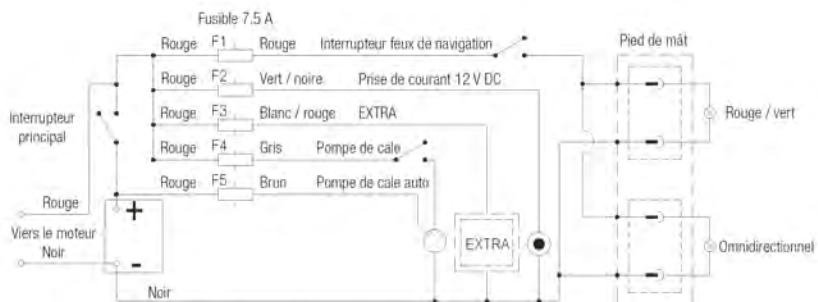 Fusible 7.5 A
Rouge F1 Rouge Interrupteur feux de navigation
Pied de mât
Rouge F2 Vert / noire Prise de courant 12 V DC
Interrupteur
principal
Rouge F3 Blanc / rouge EXTRA
Rouge / vert
Rouge F4 Gris Pompe de cale
Rouge F5 Brun Pompe de cale auto
Rouge
+
Viers le moteur
Noir
-
EXTRA
Omnidirectionnel
Noir